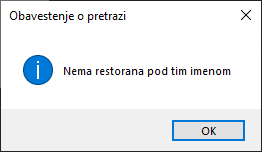 Obavestenje o pretrazi
Nema restorana pod tim imenom
OK